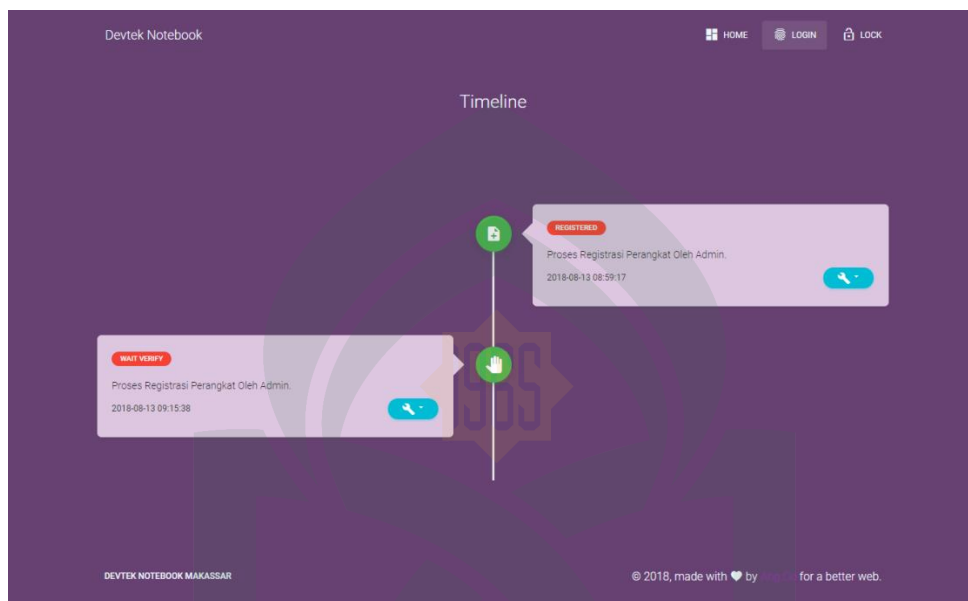 Devtek Notebook
HOME
LOGIN
LOCK
Timeline
REGISTERED
Proses Registrasi Perangkat Oleh Admin.
2018-08-13 08:59:17
WAIT VERIFY
Proses Registrasi Perangkat Oleh Admin.
2018-08-13 09:15:38
1965
DEVTEK NOTEBOOK MAKASSAR
© 2018, made with by for a better web.